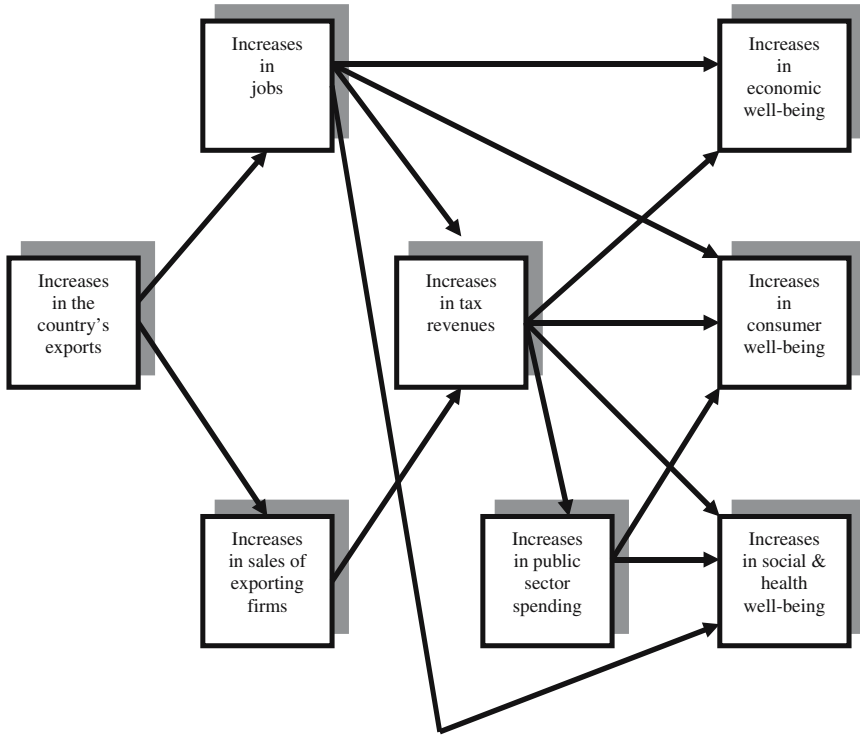 Increases
in
jobs
Increases
in
economic
well-being
Increases
in the
country's
exports
Increases
in tax
revenues
Increases
in
consumer
well-being
Increases
in sales of
exporting
firms
Increases
in public
sector
spending
Increases
in social &
health
well-being